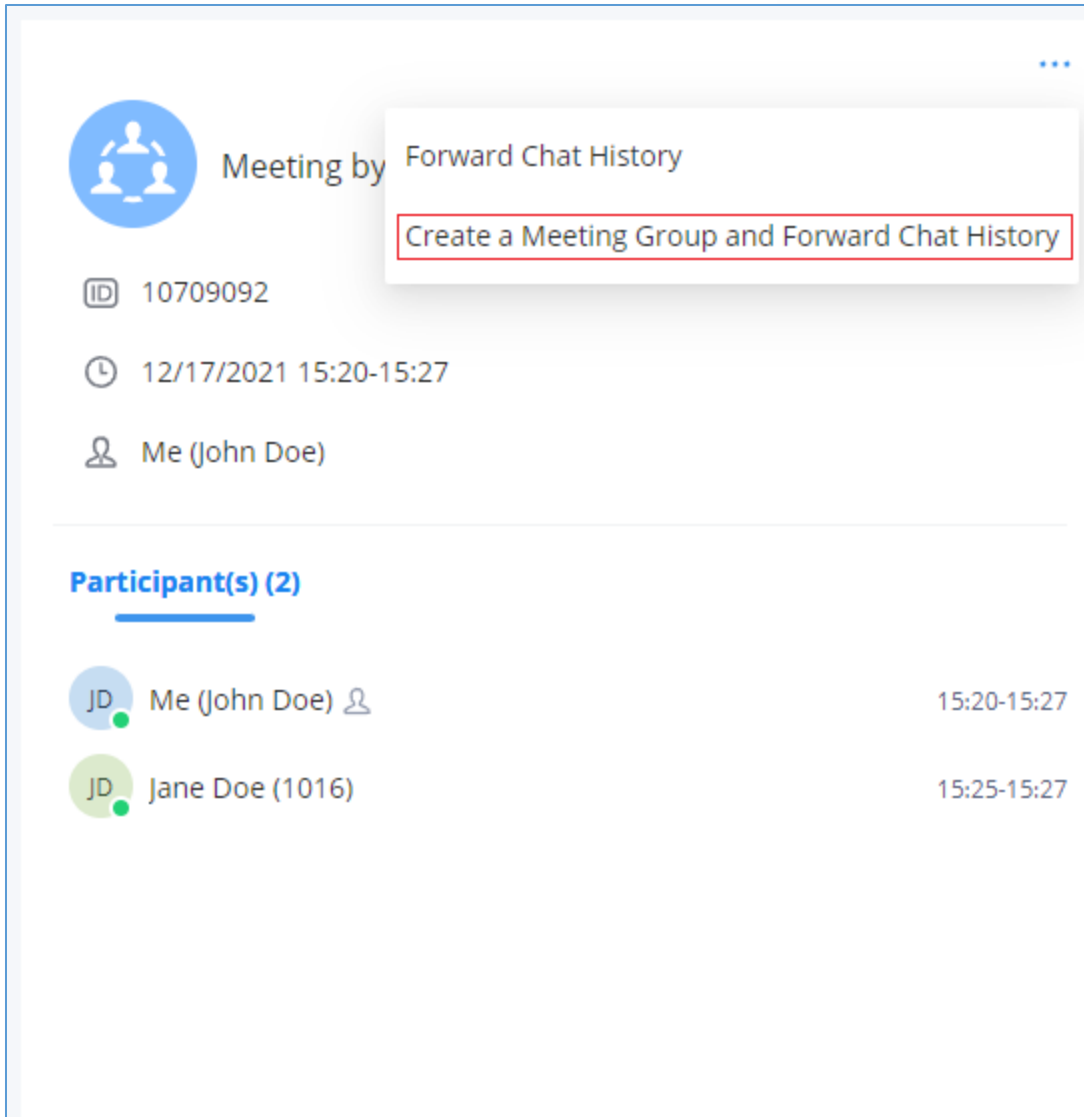 ...
Meeting by
Forward Chat History
Create a Meeting Group and Forward Chat History
ID 10709092
12/17/2021 15:20-15:27
Me (John Doe)
Participant(s) (2)
JD Me (John Doe) 15:20-15:27
JD Jane Doe (1016) 15:25-15:27